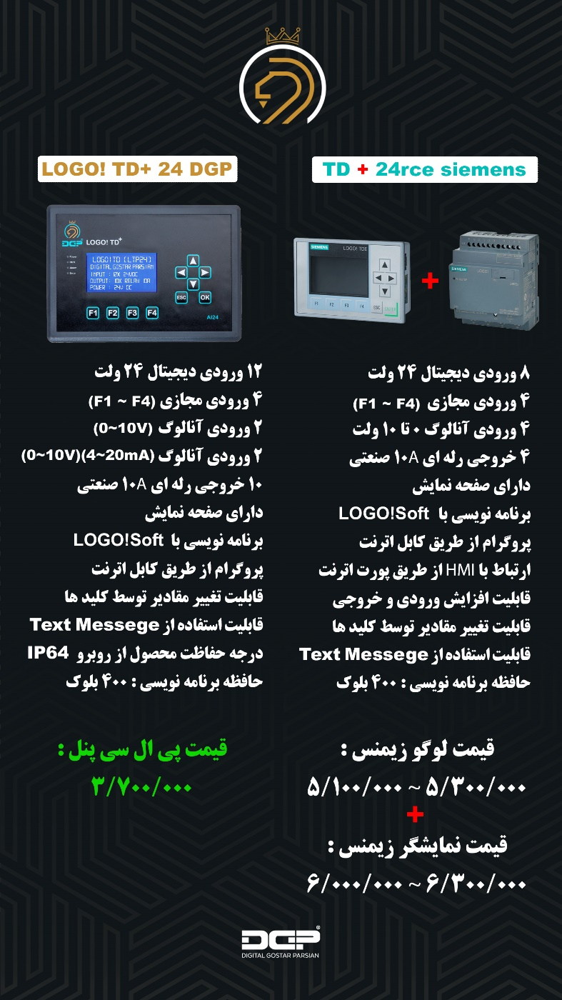 LOGO! TD+ 24 DGP
DGP LOGO! TD+
Power
RUN
Alarm
Error
LOGO!TD (LTP24)
DIGITAL GOSTAR PARSIAN
INPUT : 12X 24VDC
OUTPUT: 10X RELAY 10A
POWER : 24V DC
ESC
OK
F1 F2 F3 F4
AI24
۱۲ ورودی دیجیتال ۲۴ ولت
۴ ورودی مجازی (F1 ~ F4)
۲ ورودی آنالوگ (0~10V)
۲ ورودی آنالوگ (4~20mA)(0~10V)
۱۰ خروجی رله ای ۱۰A صنعتی
دارای صفحه نمایش
برنامه نویسی با LOGO!Soft
پروگرام از طریق کابل اترنت
قابلیت تغییر مقادیر توسط کلید ها
قابلیت استفاده از Text Messege
درجه حفاظت محصول از روبرو IP64
حافظه برنامه نویسی : ۴۰۰ بلوک
قیمت پی ال سی پنل :
۳/۷۰۰/۰۰۰
TD + 24rce siemens
SIEMENS
LOGO! TDE
F1 F2 F3 F4
ESC
+
SIEMENS
LOGO!
۸ ورودی دیجیتال ۲۴ ولت
۴ ورودی مجازی (F1 ~ F4)
۴ ورودی آنالوگ ۰ تا ۱۰ ولت
۴ خروجی رله ای ۱۰A صنعتی
دارای صفحه نمایش
برنامه نویسی با LOGO!Soft
پروگرام از طریق کابل اترنت
ارتباط با HMI از طریق پورت اترنت
قابلیت افزایش ورودی و خروجی
قابلیت تغییر مقادیر توسط کلید ها
قابلیت استفاده از Text Messege
حافظه برنامه نویسی : ۴۰۰ بلوک
قیمت لوگو زیمنس :
۵/۱۰۰/۰۰۰ ~ ۵/۳۰۰/۰۰۰
+
قیمت نمایشگر زیمنس :
۶/۰۰۰/۰۰۰ ~ ۶/۳۰۰/۰۰۰
DGP®
DIGITAL GOSTAR PARSIAN